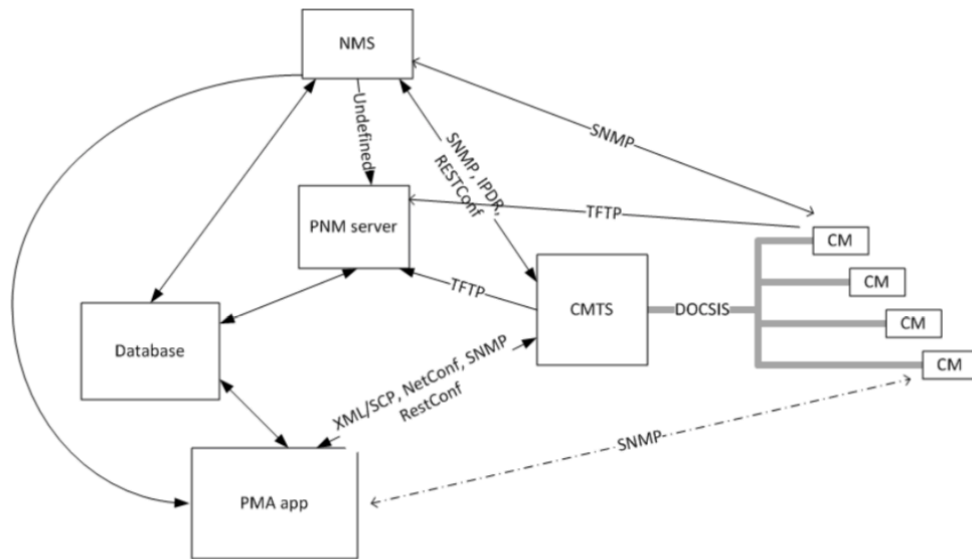 NMS
Undefined
SNMP, IPDR,
RESTConf
SNMP
PNM server
TFTP
CM
CM
CM
CM
TFTP
CMTS
DOCSIS
Database
XML/SCP, NetConf, SNMP
RestConf
SNMP
PMA app